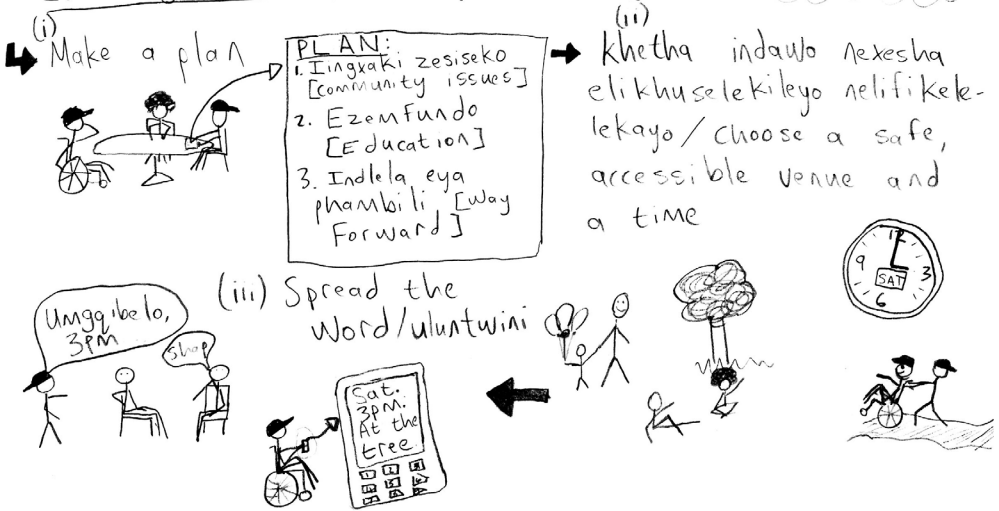 (i)
Make a plan
PLAN:
1. Iingxaki zesiseko
[community issues]
2. Ezemfundo
[Education]
3. Indlela eya
phambili [Way
Forward]
(ii)
khetha indawo nexesha
elikhuselekileyo nelifikele-
lekayo/choose a safe,
accessible venue and
a time
12
9
3
SAT
6
(iii) Spread the
Word/uluntwini
Umgqibelo,
3pm
shap
Sat.
3pm.
At the
tree